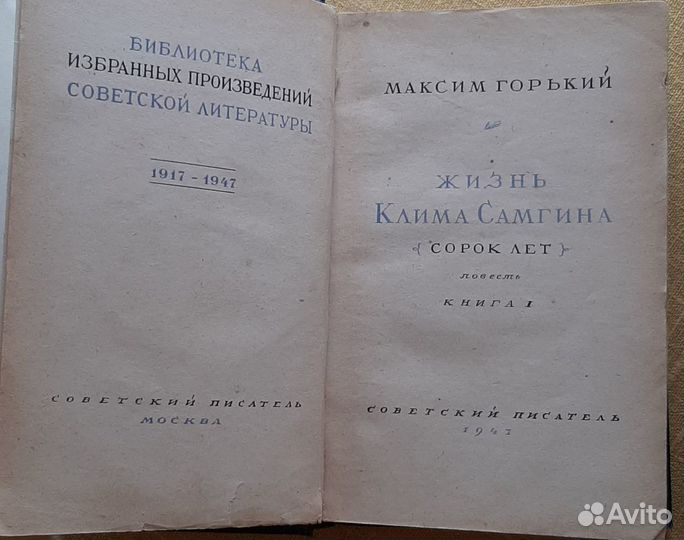 БИБЛИОТЕКА
ИЗБРАННЫХ ПРОИЗВЕДЕНИЙ
СОВЕТСКОЙ ЛИТЕРАТУРЫ
1917 - 1947
СОВЕТСКИЙ ПИСАТЕЛЬ
МОСКВА
МАКСИМ ГОРЬКИЙ
ЖИЗНЬ
КЛИМА САМГИНА
{СОРОК ЛЕТ}
повесть
КНИГА I
СОВЕТСКИЙ ПИСАТЕЛЬ
1947
Avito